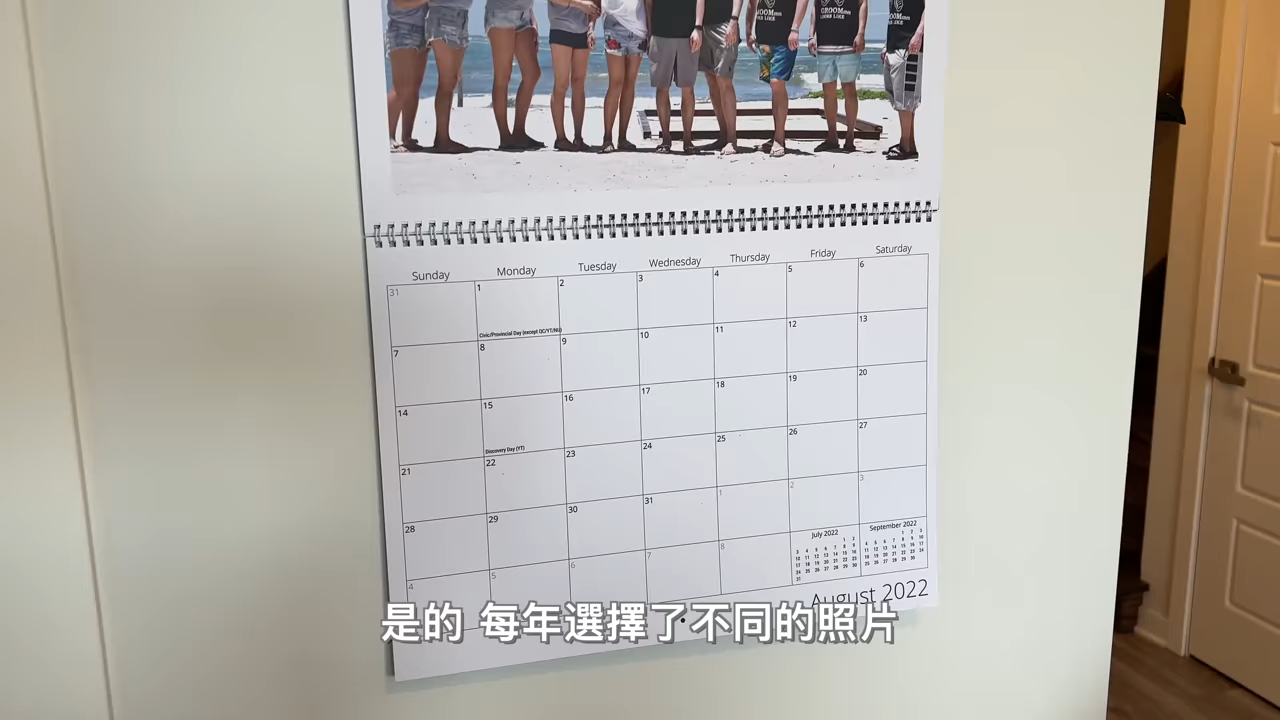 GROOM
Sunday Monday Tuesday Wednesday Thursday Friday Saturday
31 1 2 3 4 5 6
Civic/Provincial Day (except QC/YT/NU)
7 8 9 10 11 12 13
14 15 16 17 18 19 20
Discovery Day (YT)
21 22 23 24 25 26 27
28 29 30 31 1 2 3
4 5 6 7 8
July 2022 September 2022
August 2022
是的 每年選擇了不同的照片